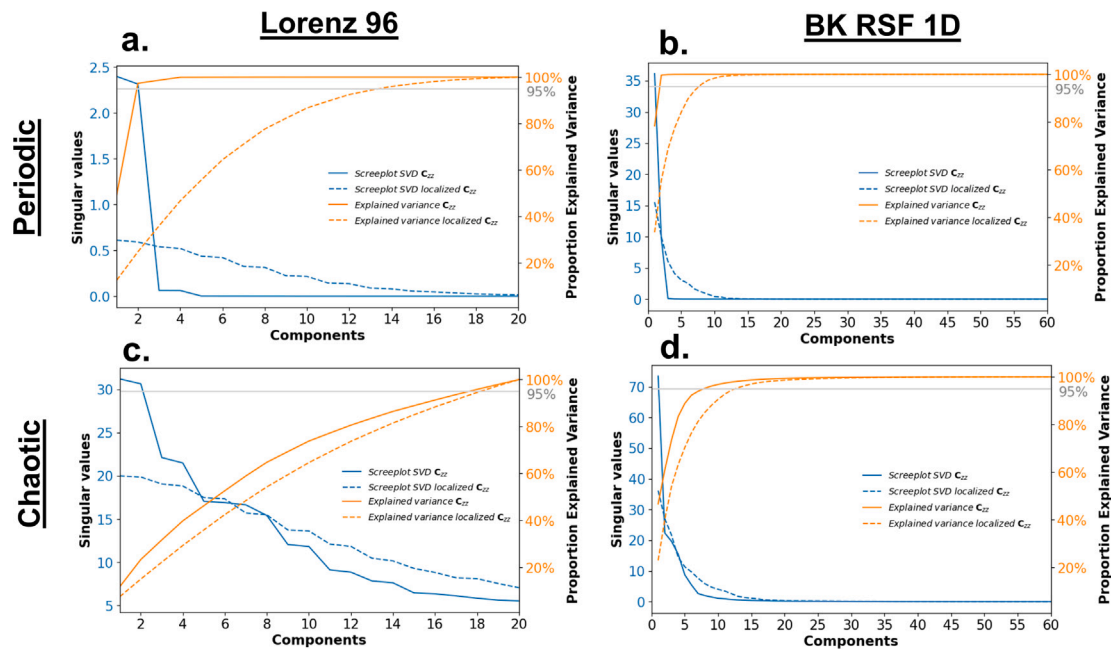 Lorenz 96
BK RSF 1D
Periodic
Chaotic
a.
2.5
2.0
1.5
1.0
0.5
0.0
Singular values
2 4 6 8 10 12 14 16 18 20
Components
100%
95%
80%
60%
40%
20%
Proportion Explained Variance
Screeplot SVD Czz
Screeplot SVD localized Czz
Explained variance Czz
Explained variance localized Czz
b.
35
30
25
20
15
10
5
0
Singular values
0 5 10 15 20 25 30 35 40 45 50 55 60
Components
100%
95%
80%
60%
40%
20%
Proportion Explained Variance
Screeplot SVD Czz
Screeplot SVD localized Czz
Explained variance Czz
Explained variance localized Czz
c.
30
25
20
15
10
5
Singular values
2 4 6 8 10 12 14 16 18 20
Components
100%
95%
80%
60%
40%
20%
Proportion Explained Variance
Screeplot SVD Czz
Screeplot SVD localized Czz
Explained variance Czz
Explained variance localized Czz
d.
70
60
50
40
30
20
10
0
Singular values
0 5 10 15 20 25 30 35 40 45 50 55 60
Components
100%
95%
80%
60%
40%
20%
Proportion Explained Variance
Screeplot SVD Czz
Screeplot SVD localized Czz
Explained variance Czz
Explained variance localized Czz